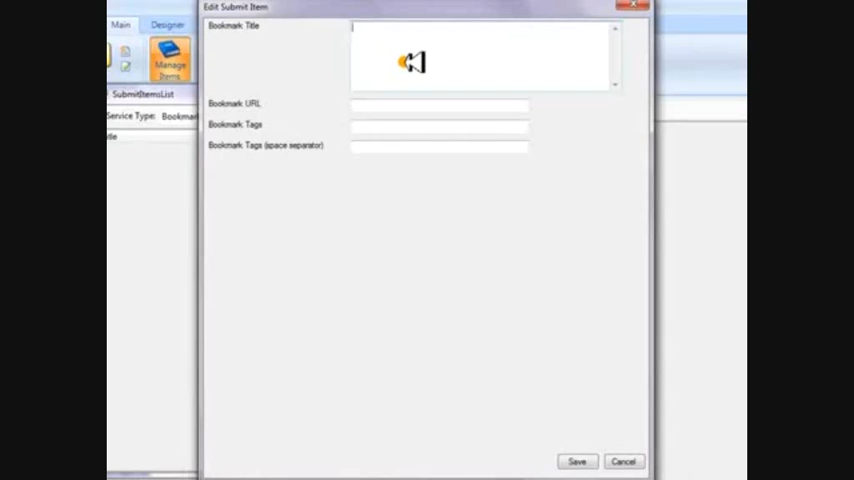 Edit Submit Item
Main
Designer
Bookmark Title
Manage
Items
SubmitItemsList
Bookmark URL
Service Type:
Bookmark Tags
Bookmark Tags (space separator)
Save
Cancel